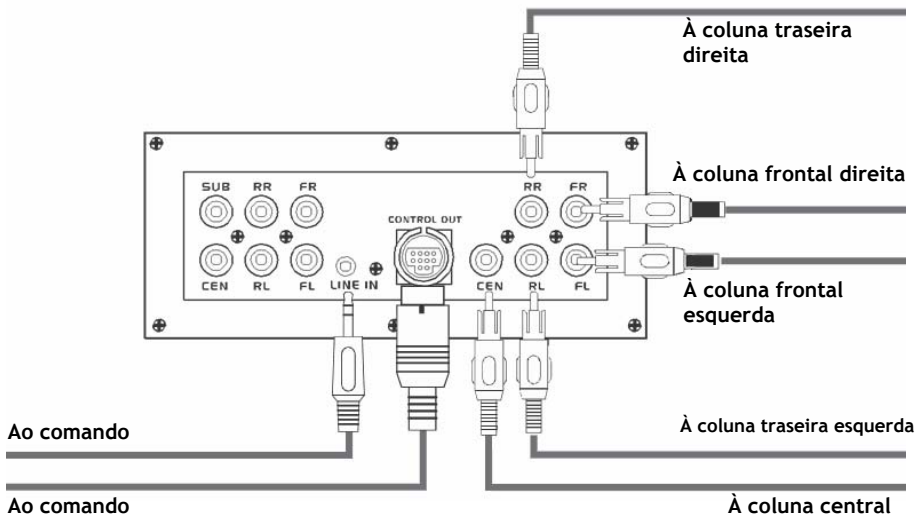 À coluna traseira
direita
À coluna frontal direita
SUB RR FR
RR FR
CONTROL OUT
CEN RL FL LINE IN
CEN RL FL
À coluna frontal
esquerda
Ao comando
À coluna traseira esquerda
Ao comando
À coluna central